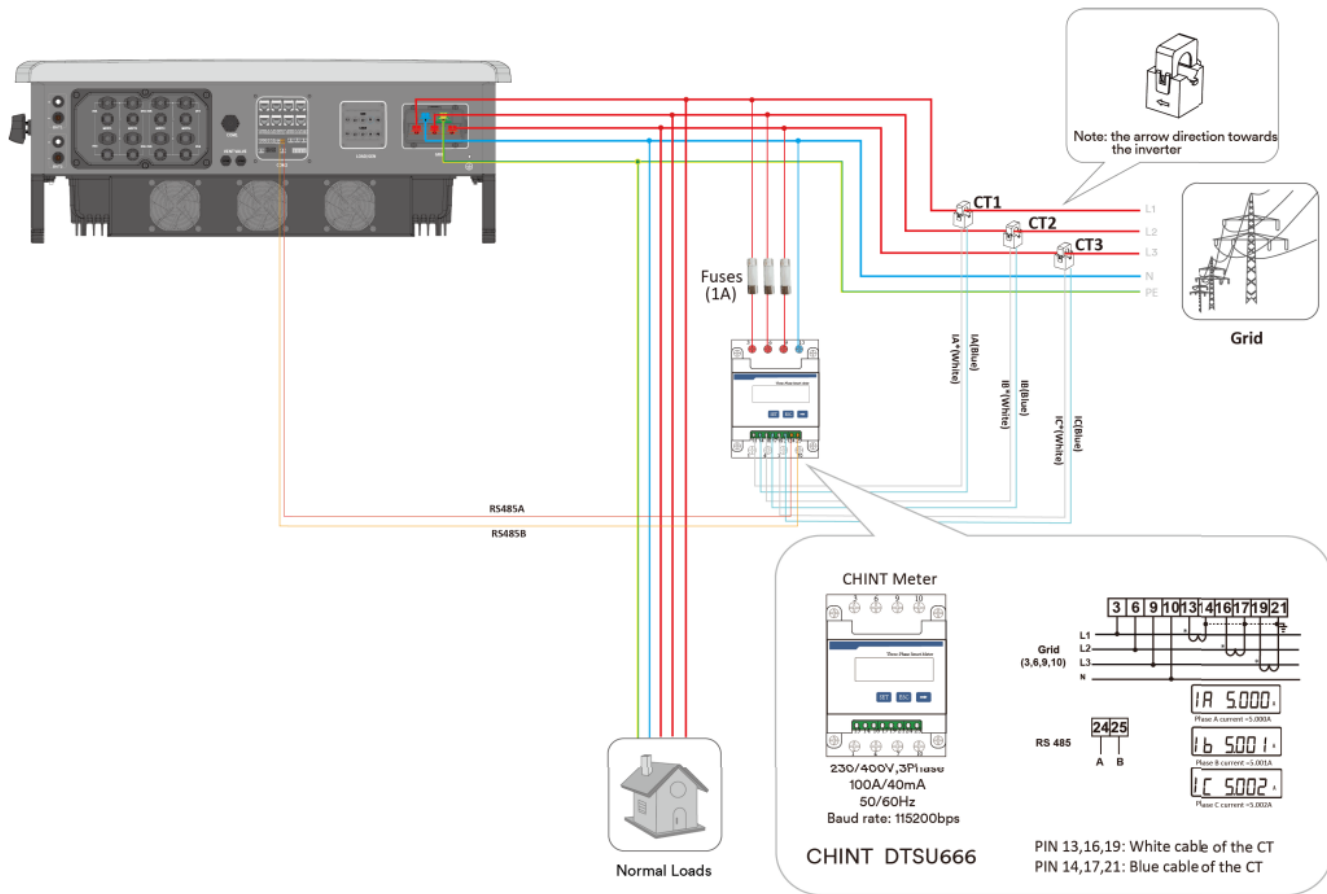 Note: the arrow direction towards
the inverter
CT1
CT2
CT3
L1
L2
L3
N
PE
Grid
Fuses
(1A)
IA*(White)
IA(Blue)
IB*(White)
IB(Blue)
IC*(White)
IC(Blue)
SET
ESC
RS485A
RS485B
Normal Loads
CHINT Meter
3 6 9 10
Three Phase Smart Meter
SET
ESC
230/400V,3Phase
100A/40mA
50/60Hz
Baud rate: 115200bps
CHINT DTSU666
3 6 9 10 13 14 16 17 19 21
L1
L2
L3
N
Grid
(3,6,9,10)
IA 5.000 A
Phase A current =5.000A
Ib 5.001 A
Phase B current =5.001A
IC 5.002 A
Phase C current =5.002A
RS 485
24 25
A B
PIN 13,16,19: White cable of the CT
PIN 14,17,21: Blue cable of the CT